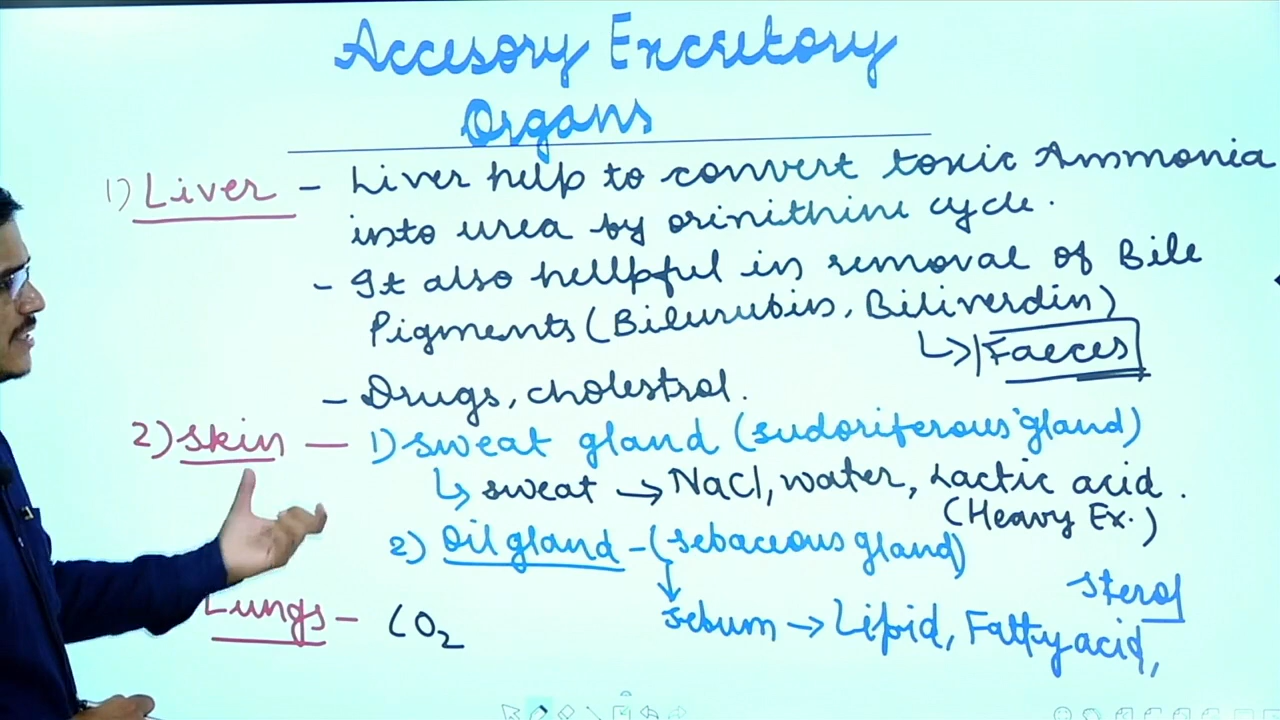 Accesory Excretory
Organs
1) Liver – Liver help to convert toxic Ammonia
into urea by orinithine cycle.
– It also hellpful in removal of Bile
Pigments (Bilurubin, Biliverdin)
↳ Faeces
– Drugs, cholestrol.
2) skin – 1) sweat gland (sudoriferous gland)
↳ sweat → NaCl, water, Lactic acid.
(Heavy Ex.)
2) Oil gland – (sebaceous gland)
↓
sebum → Lipid, Fatty acid, sterol
Lungs – CO₂